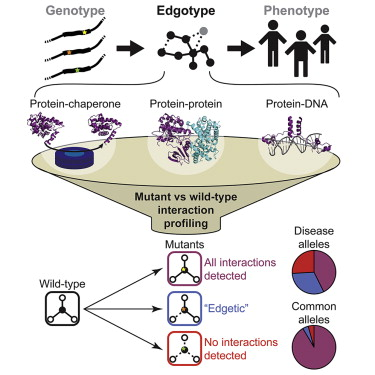 Genotype
Edgotype
Phenotype
Protein-chaperone
Protein-protein
Protein-DNA
Mutant vs wild-type
interaction
profiling
Wild-type
Mutants
All interactions
detected
“Edgetic”
No interactions
detected
Disease
alleles
Common
alleles